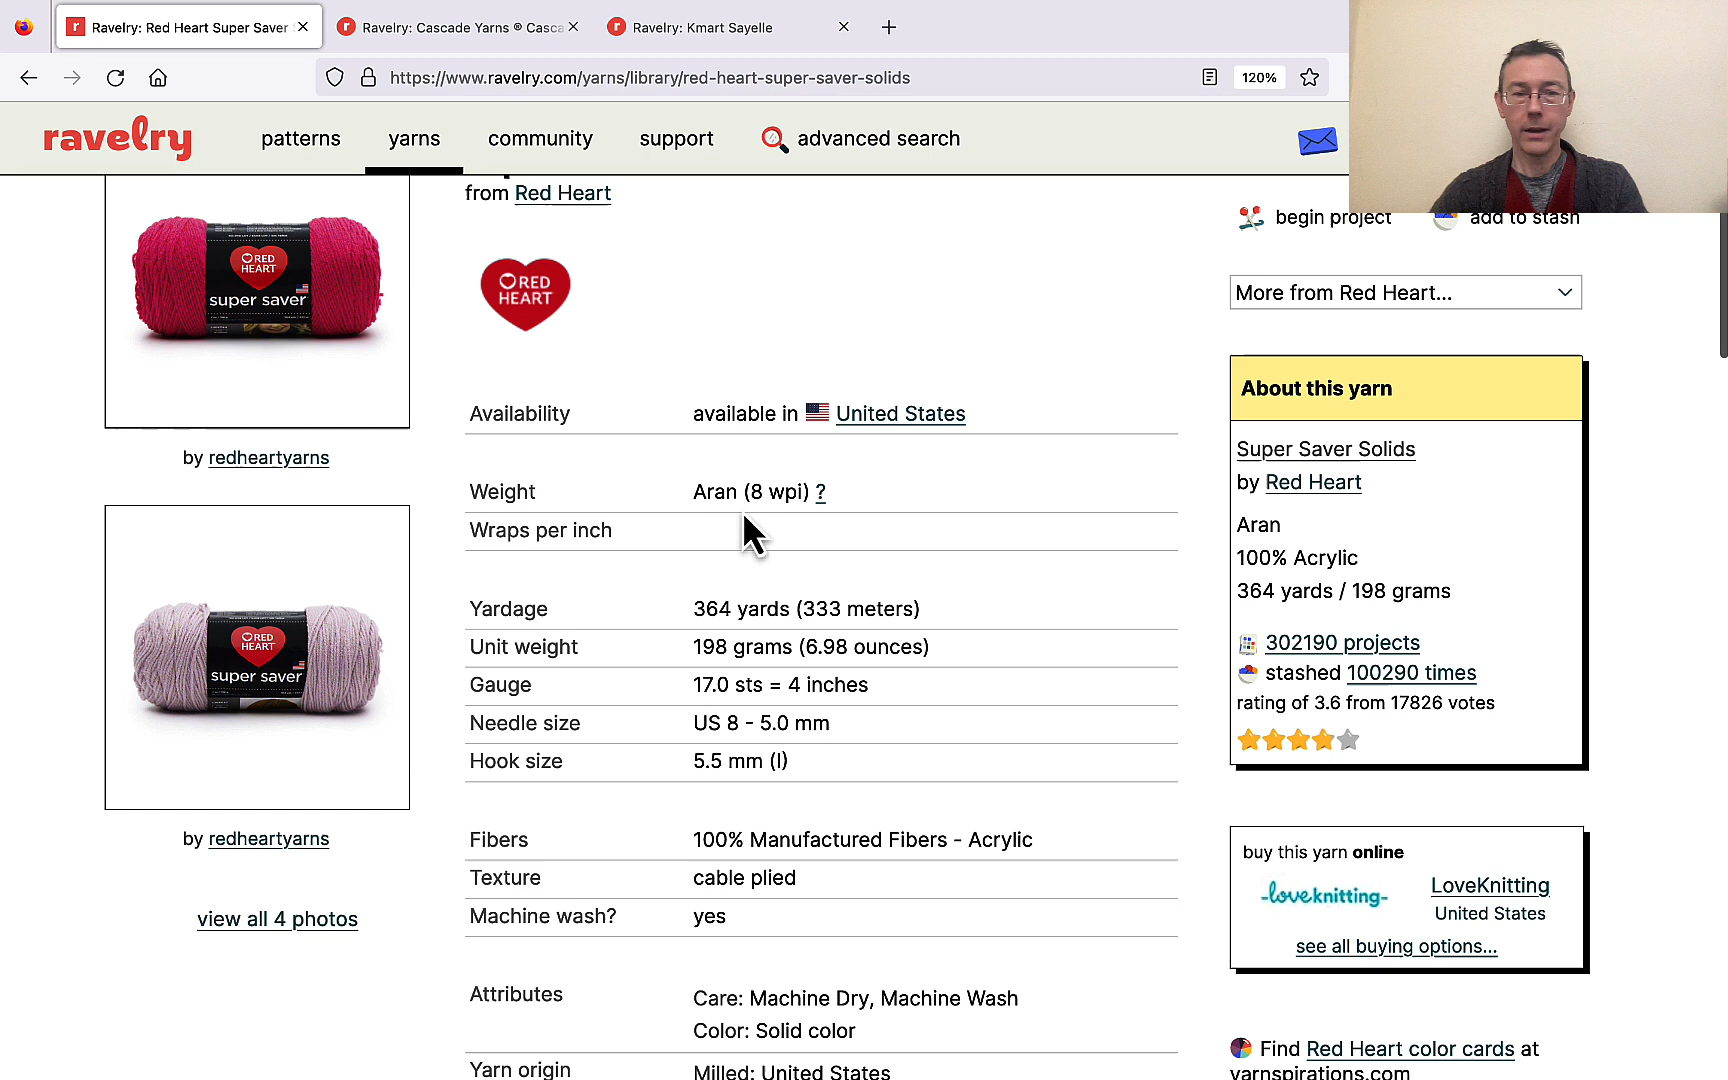 Ravelry: Red Heart Super Saver
Ravelry: Cascade Yarns ® Casca
Ravelry: Kmart Sayelle
https://www.ravelry.com/yarns/library/red-heart-super-saver-solids
120%
ravelry
patterns
yarns
community
support
advanced search
from Red Heart
RED
HEART
super saver
by redheartyarns
RED
HEART
super saver
by redheartyarns
view all 4 photos
RED
HEART
Availability available in United States
Weight Aran (8 wpi) ?
Wraps per inch
Yardage 364 yards (333 meters)
Unit weight 198 grams (6.98 ounces)
Gauge 17.0 sts = 4 inches
Needle size US 8 - 5.0 mm
Hook size 5.5 mm (I)
Fibers 100% Manufactured Fibers - Acrylic
Texture cable plied
Machine wash? yes
Attributes Care: Machine Dry, Machine Wash
Color: Solid color
Yarn origin Milled: United States
begin project add to stash
More from Red Heart...
About this yarn
Super Saver Solids
by Red Heart
Aran
100% Acrylic
364 yards / 198 grams
302190 projects
stashed 100290 times
rating of 3.6 from 17826 votes
buy this yarn online
-loveknitting-
LoveKnitting
United States
see all buying options...
Find Red Heart color cards at
yarnspirations.com